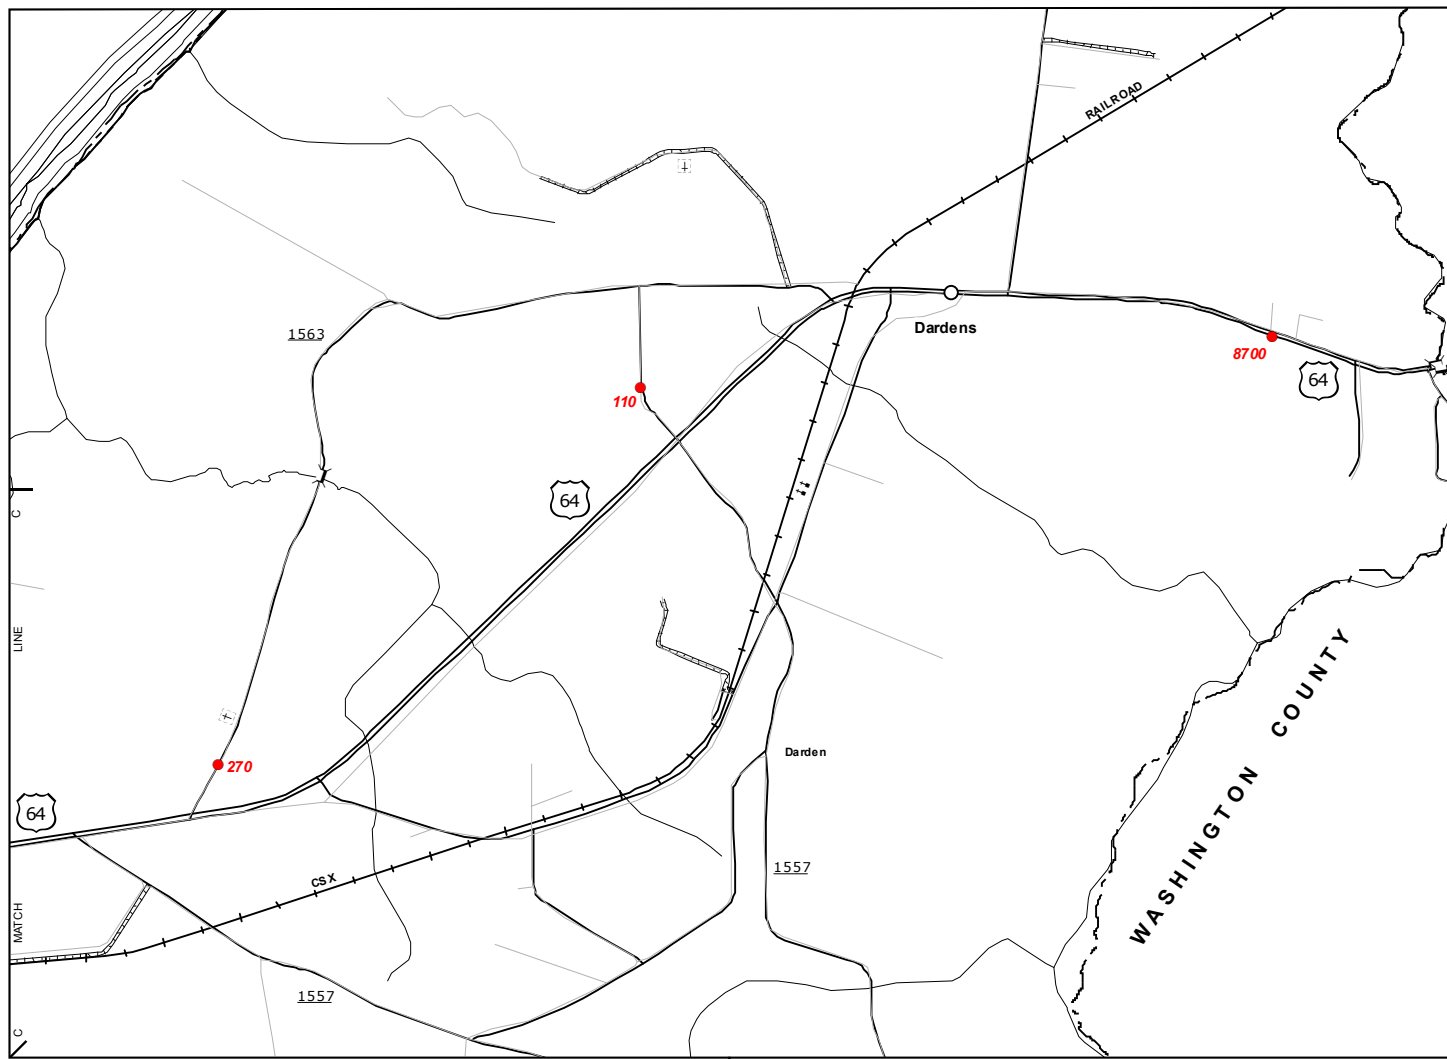 RAILROAD
1563
Dardens
8700
64
110
64
C
LINE
WASHINGTON COUNTY
Darden
270
64
1557
CSX
MATCH
1557
C